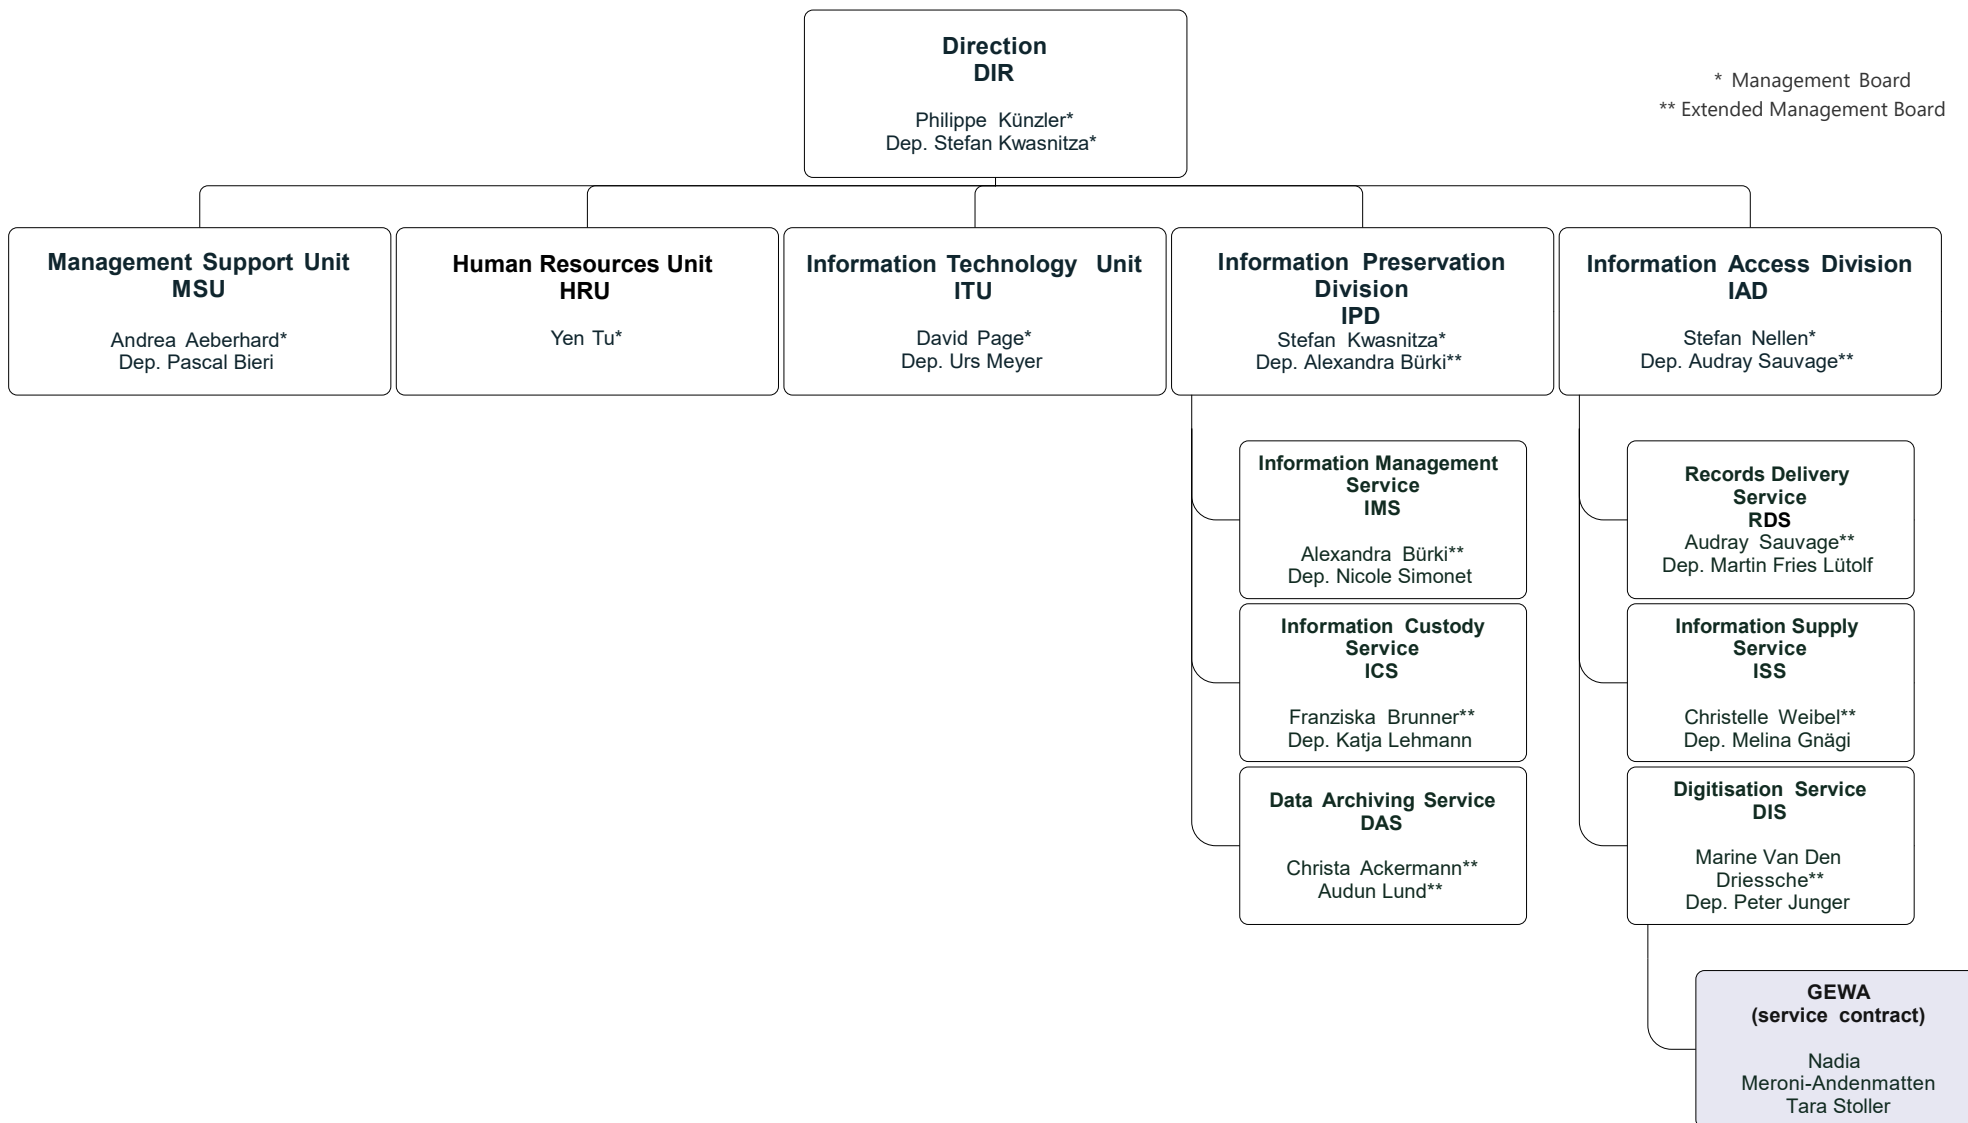 Direction
DIR
Philippe Künzler*
Dep. Stefan Kwasnitza*
* Management Board
** Extended Management Board
Management Support Unit
MSU
Andrea Aeberhard*
Dep. Pascal Bieri
Human Resources Unit
HRU
Yen Tu*
Information Technology Unit
ITU
David Page*
Dep. Urs Meyer
Information Preservation
Division
IPD
Stefan Kwasnitza*
Dep. Alexandra Bürki**
Information Access Division
IAD
Stefan Nellen*
Dep. Audray Sauvage**
Information Management
Service
IMS
Alexandra Bürki**
Dep. Nicole Simonet
Information Custody
Service
ICS
Franziska Brunner**
Dep. Katja Lehmann
Data Archiving Service
DAS
Christa Ackermann**
Audun Lund**
Records Delivery
Service
RDS
Audray Sauvage**
Dep. Martin Fries Lütolf
Information Supply
Service
ISS
Christelle Weibel**
Dep. Melina Gnägi
Digitisation Service
DIS
Marine Van Den
Driessche**
Dep. Peter Junger
GEWA
(service contract)
Nadia
Meroni-Andenmatten
Tara Stoller